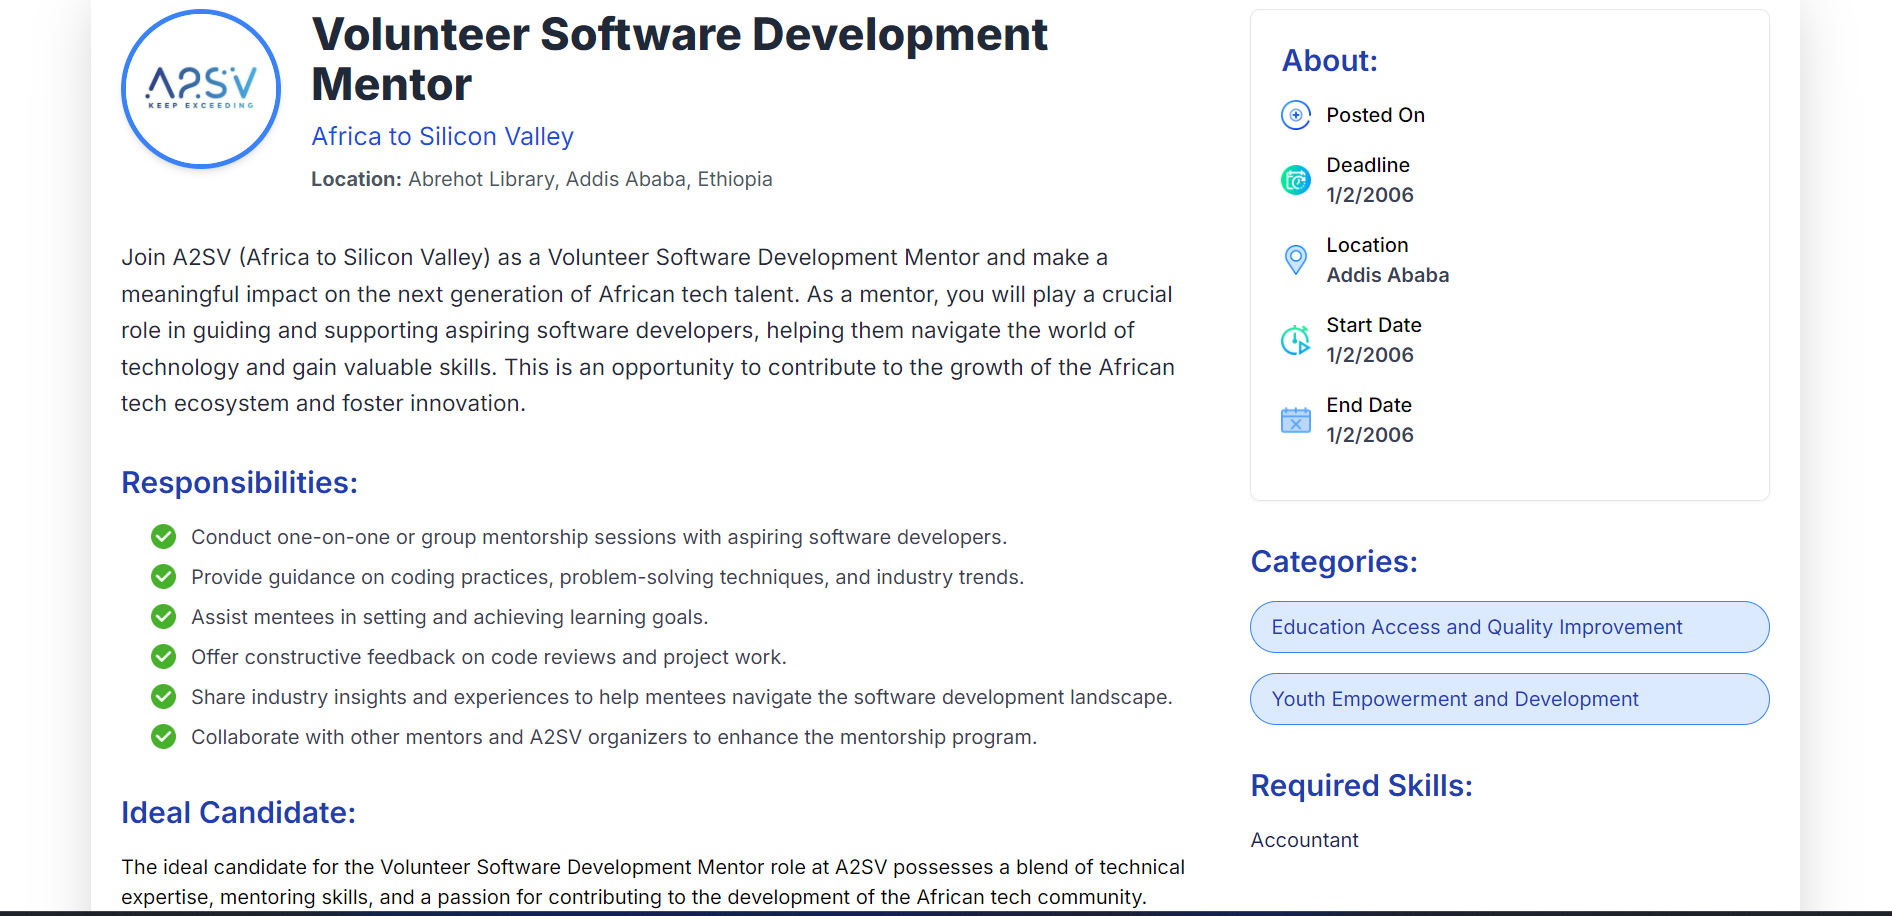 A2SV
KEEP EXCEEDING
Volunteer Software Development
Mentor
Africa to Silicon Valley
Location: Abrehot Library, Addis Ababa, Ethiopia
Join A2SV (Africa to Silicon Valley) as a Volunteer Software Development Mentor and make a
meaningful impact on the next generation of African tech talent. As a mentor, you will play a crucial
role in guiding and supporting aspiring software developers, helping them navigate the world of
technology and gain valuable skills. This is an opportunity to contribute to the growth of the African
tech ecosystem and foster innovation.
Responsibilities:
Conduct one-on-one or group mentorship sessions with aspiring software developers.
Provide guidance on coding practices, problem-solving techniques, and industry trends.
Assist mentees in setting and achieving learning goals.
Offer constructive feedback on code reviews and project work.
Share industry insights and experiences to help mentees navigate the software development landscape.
Collaborate with other mentors and A2SV organizers to enhance the mentorship program.
Ideal Candidate:
The ideal candidate for the Volunteer Software Development Mentor role at A2SV possesses a blend of technical
expertise, mentoring skills, and a passion for contributing to the development of the African tech community.
About:
Posted On
Deadline
1/2/2006
Location
Addis Ababa
Start Date
1/2/2006
End Date
1/2/2006
Categories:
Education Access and Quality Improvement
Youth Empowerment and Development
Required Skills:
Accountant